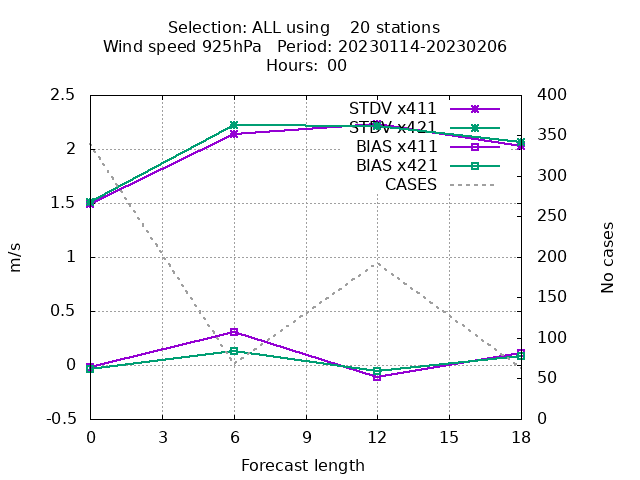 Selection: ALL using 20 stations
Wind speed 925hPa Period: 20230114-20230206
Hours: 00
STDV x411
STDV x421
BIAS x411
BIAS x421
CASES
2.5
2
1.5
1
0.5
0
-0.5
m/s
400
350
300
250
200
150
100
50
0
No cases
0 3 6 9 12 15 18
Forecast length